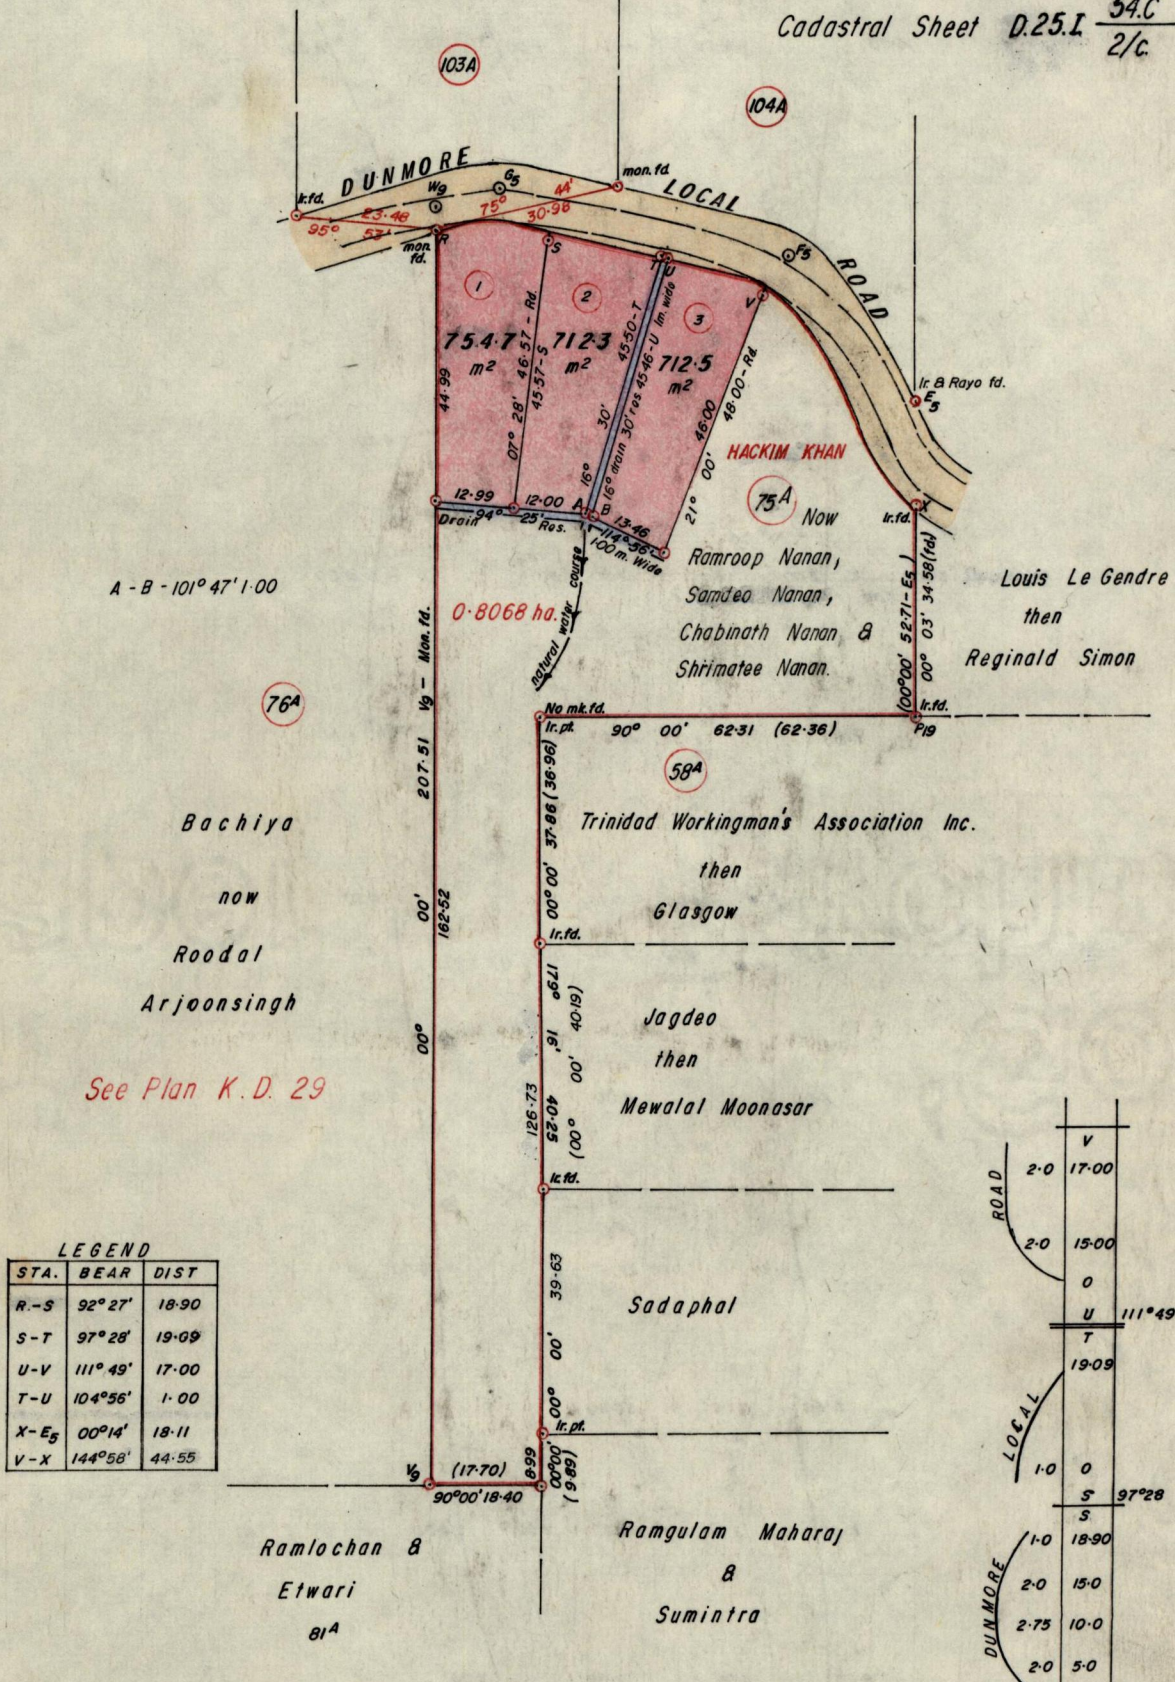 Cadastral Sheet D.25.I 54.C
2/C.
103A
104A
DUNMORE LOCAL ROAD
Ir.fd.
W9
G5
mon. fd.
75° 44'
30.96
23.48
95° 53'
mon. fd.
R
S
T U
F5
V
Ir. & Rayo fd.
E5
1
754.7
m²
2
712.3
m²
3
712.5
m²
44.99
07° 28' 46.57 - Rd.
45.57 - S
16° 30' 45.50 - T
16° drain 30' res. 45.46 - U 1m. wide
21° 00' 46.00
48.00 - Rd.
HACKIM KHAN
75A Now
Ramroop Nanan,
Samdeo Nanan,
Chabinath Nanan &
Shrimatee Nanan.
12.99
12.00
A B
13.46
Drain 94° 25' Res.
114° 56'
1.00 m. Wide
natural water course
X
Ir.fd.
(00°00' 52.71 - E5)
00° 03' 34.58 (fd)
Ir.fd.
P19
A - B - 101° 47' 1.00
0.8068 ha.
Louis Le Gendre
then
Reginald Simon
76A
No mk.fd.
Ir.pt.
90° 00' 62.31 (62.36)
58A
Trinidad Workingman's Association Inc.
then
Glasgow
00° 00' 207.51 V9 - Mon. fd.
162.52
00° 00' 37.86 (36.96)
Ir.fd.
Bachiya
now
Roodal
Arjoonsingh
See Plan K.D. 29
179° 16' 40.25
(00° 00' 40.19)
126.73
Jagdeo
then
Mewalal Moonasar
Ir.fd.
Sadaphal
00° 00' 39.63
Ir.pt.
8.99
00°00'
(9.89)
V9
(17.70)
90°00' 18.40
Ramlochan &
Etwari
81A
Ramgulam Maharaj
&
Sumintra
LEGEND
STA. BEAR DIST
R.-S 92° 27' 18.90
S-T 97° 28' 19.09
U-V 111° 49' 17.00
T-U 104° 56' 1.00
X-E5 00° 14' 18.11
V-X 144° 58' 44.55
V
2.0 17.00
ROAD
2.0 15.00
O
U 111° 49
T
19.09
LOCAL
1.0 O
S 97° 28
S
1.0 18.90
DUNMORE
2.0 15.0
2.75 10.0
2.0 5.0